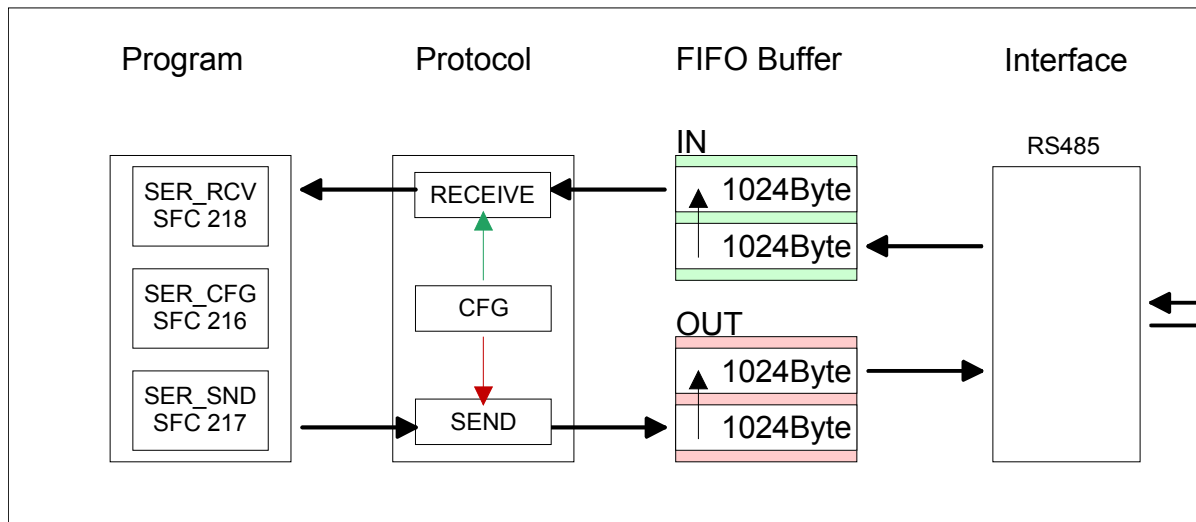 Program
Protocol
FIFO Buffer
Interface
SER_RCV
SFC 218
SER_CFG
SFC 216
SER_SND
SFC 217
RECEIVE
CFG
SEND
IN
1024Byte
1024Byte
OUT
1024Byte
1024Byte
RS485